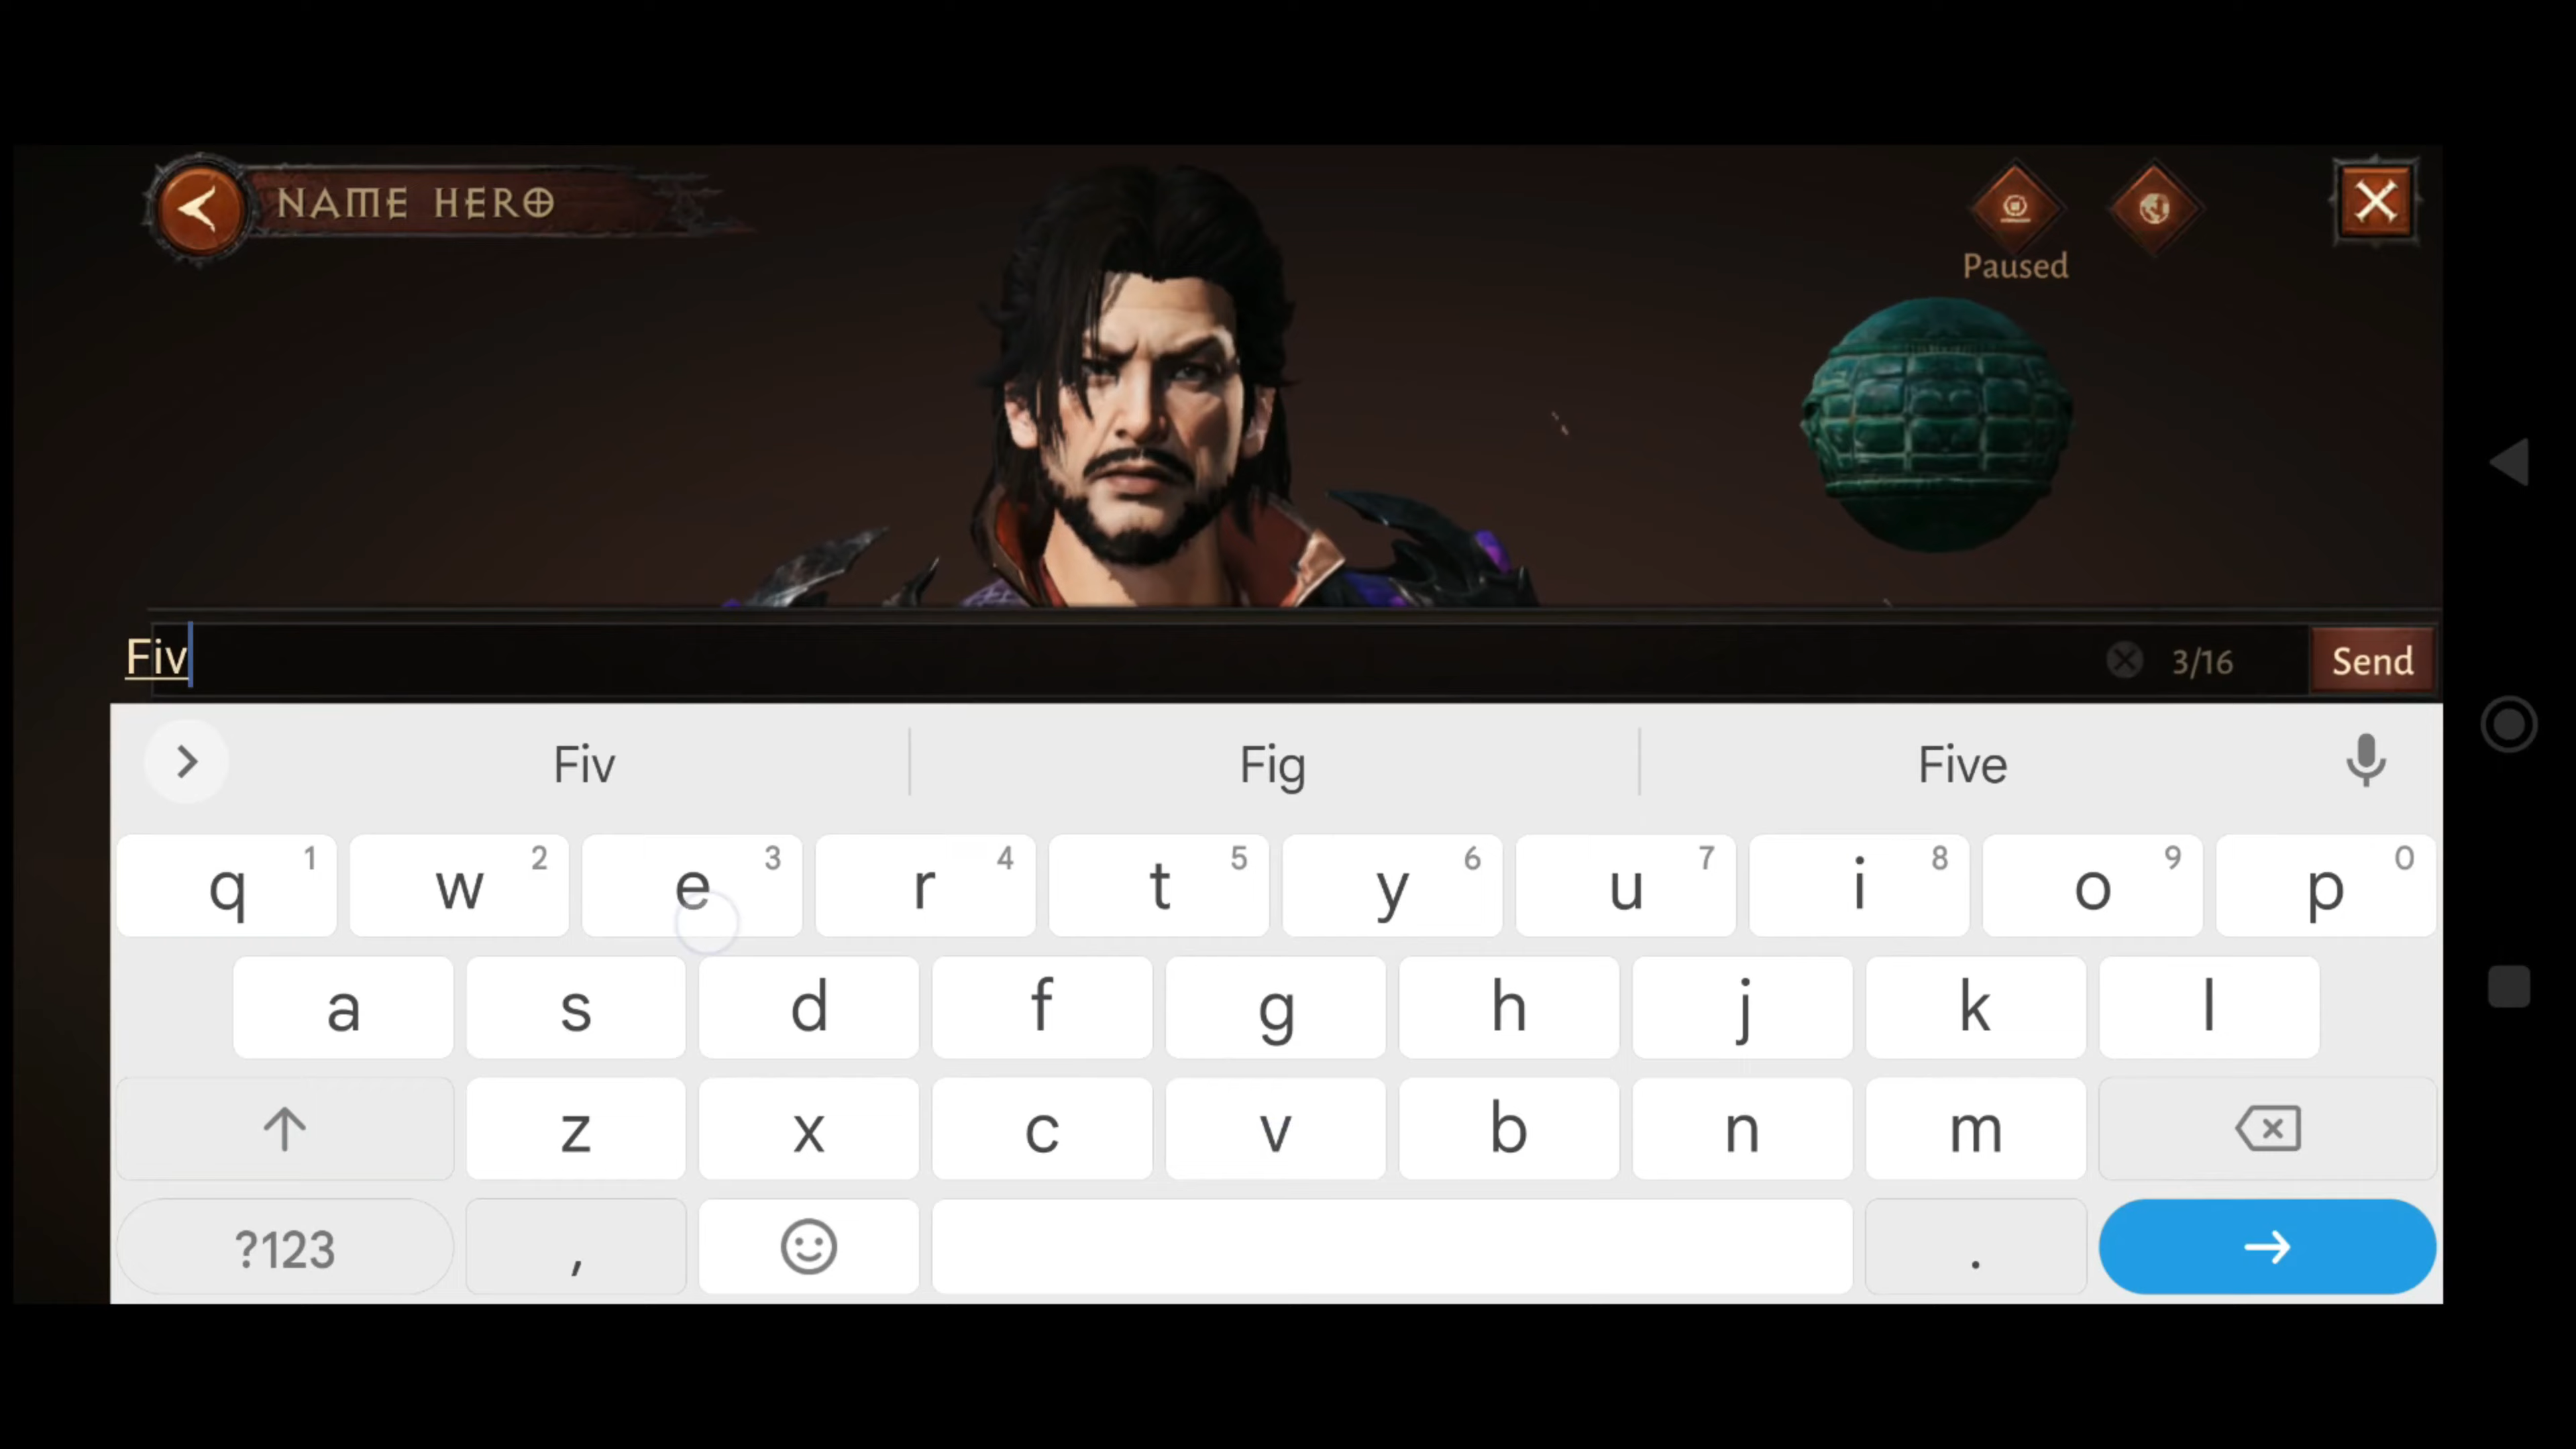 NAME HERO
Paused
Fiv
3/16
Send
Fiv Fig Five
q 1 w 2 e 3 r 4 t 5 y 6 u 7 i 8 o 9 p 0
a s d f g h j k l
z x c v b n m
?123 , .